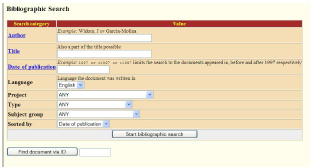 Bibliographic Search
Search category Value
Author Example: Widom, J or Garcia-Molina
Title Also a part of the title possible
Date of publication Example: 1997 or <1997 or >1997 limits the search to the documents appeared in, before and after 1997 respectively
Language Language the document was written in
English
Project ANY
Type ANY
Subject group ANY
Sorted by Date of publication
Start bibliographic search
Find document via ID